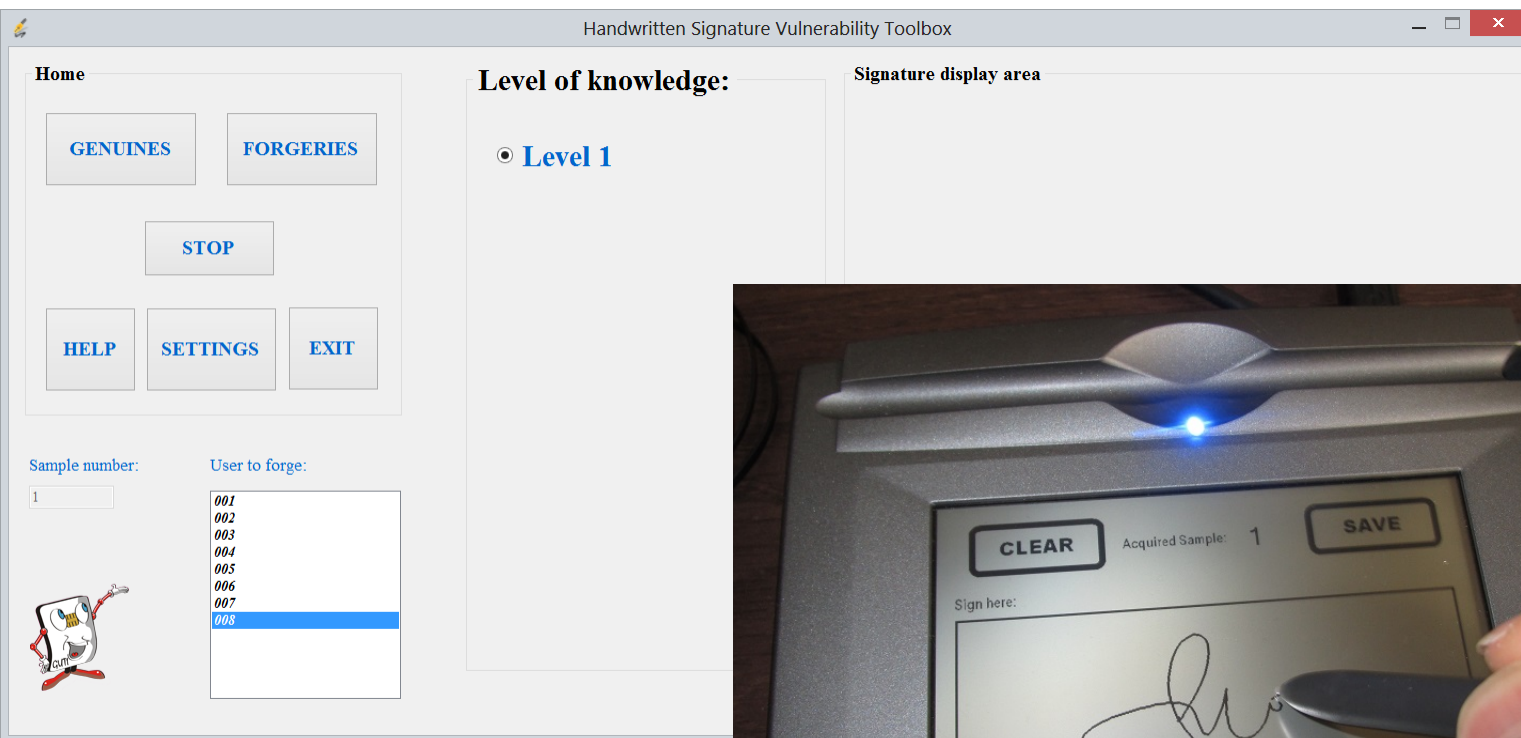 Handwritten Signature Vulnerability Toolbox
Home
GENUINES
FORGERIES
STOP
HELP
SETTINGS
EXIT
Sample number:
1
User to forge:
001
002
003
004
005
006
007
008
GUTI
Level of knowledge:
Level 1
Signature display area
CLEAR
Acquired Sample: 1
SAVE
Sign here: